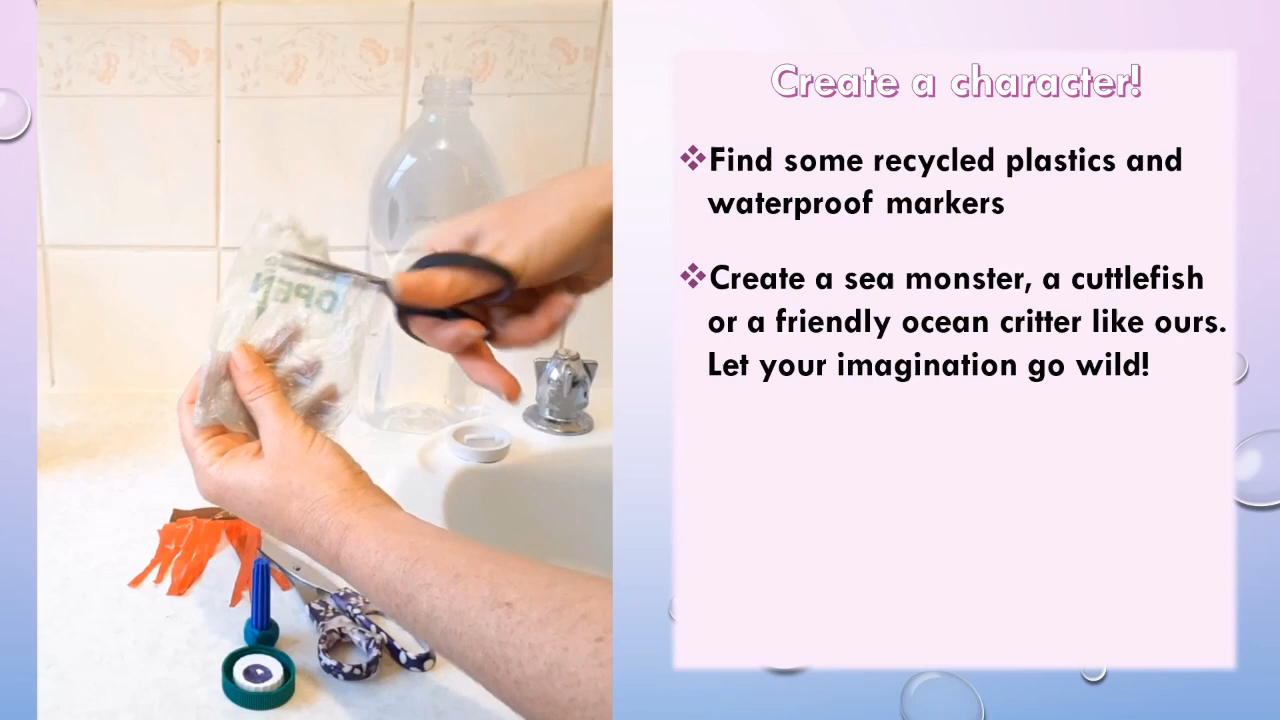 Create a character!
❖Find some recycled plastics and
waterproof markers
❖Create a sea monster, a cuttlefish
or a friendly ocean critter like ours.
Let your imagination go wild!
OPEN